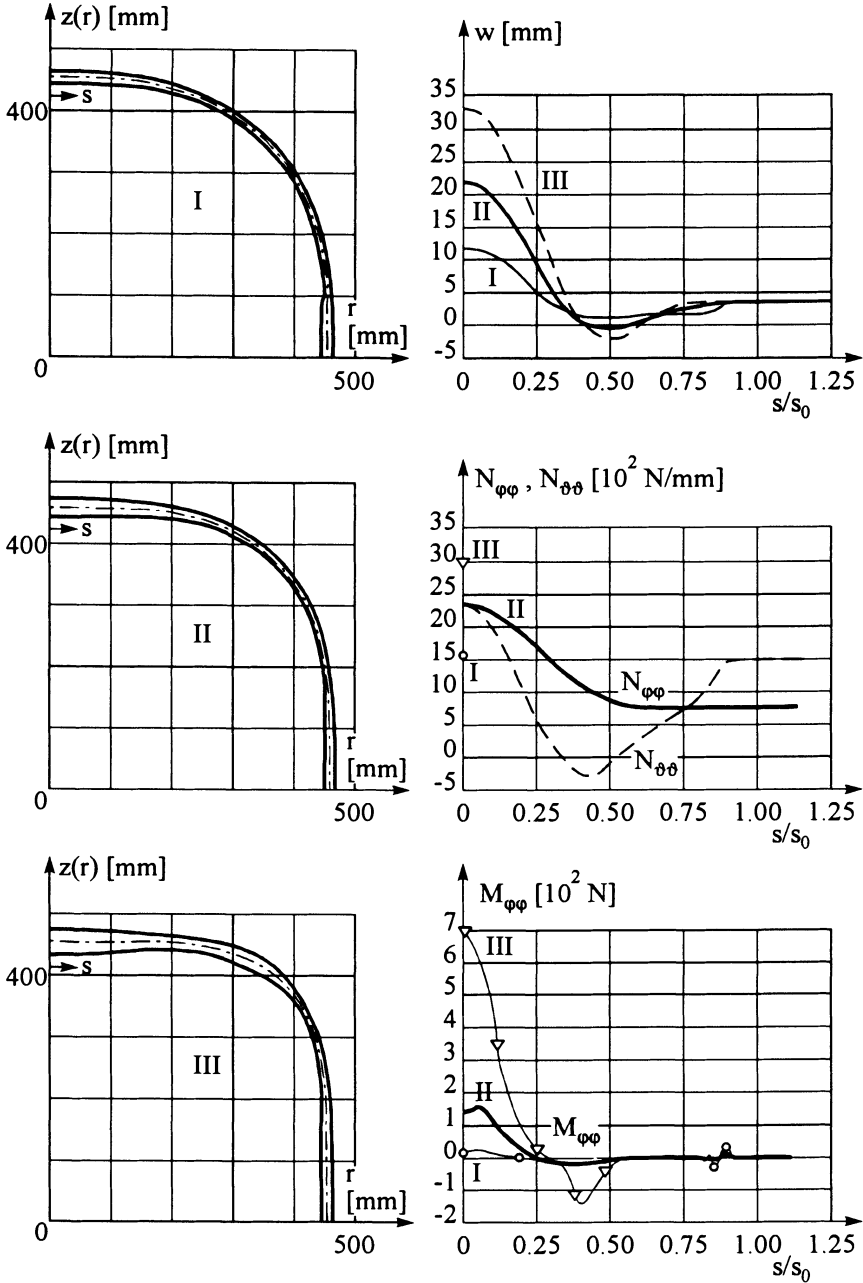 z(r) [mm]
400
s
I
r
[mm]
0
500
w [mm]
35
30
25
20
15
10
5
0
-5
III
II
I
0 0.25 0.50 0.75 1.00 1.25
s/s₀
z(r) [mm]
400
s
II
r
[mm]
0
500
Nφφ , Nϑϑ [10² N/mm]
35
30
25
20
15
10
5
0
-5
III
II
I
Nφφ
Nϑϑ
0 0.25 0.50 0.75 1.00 1.25
s/s₀
z(r) [mm]
400
s
III
r
[mm]
0
500
Mφφ [10² N]
7
6
5
4
3
2
1
0
-1
-2
III
II
I
Mφφ
0 0.25 0.50 0.75 1.00 1.25
s/s₀